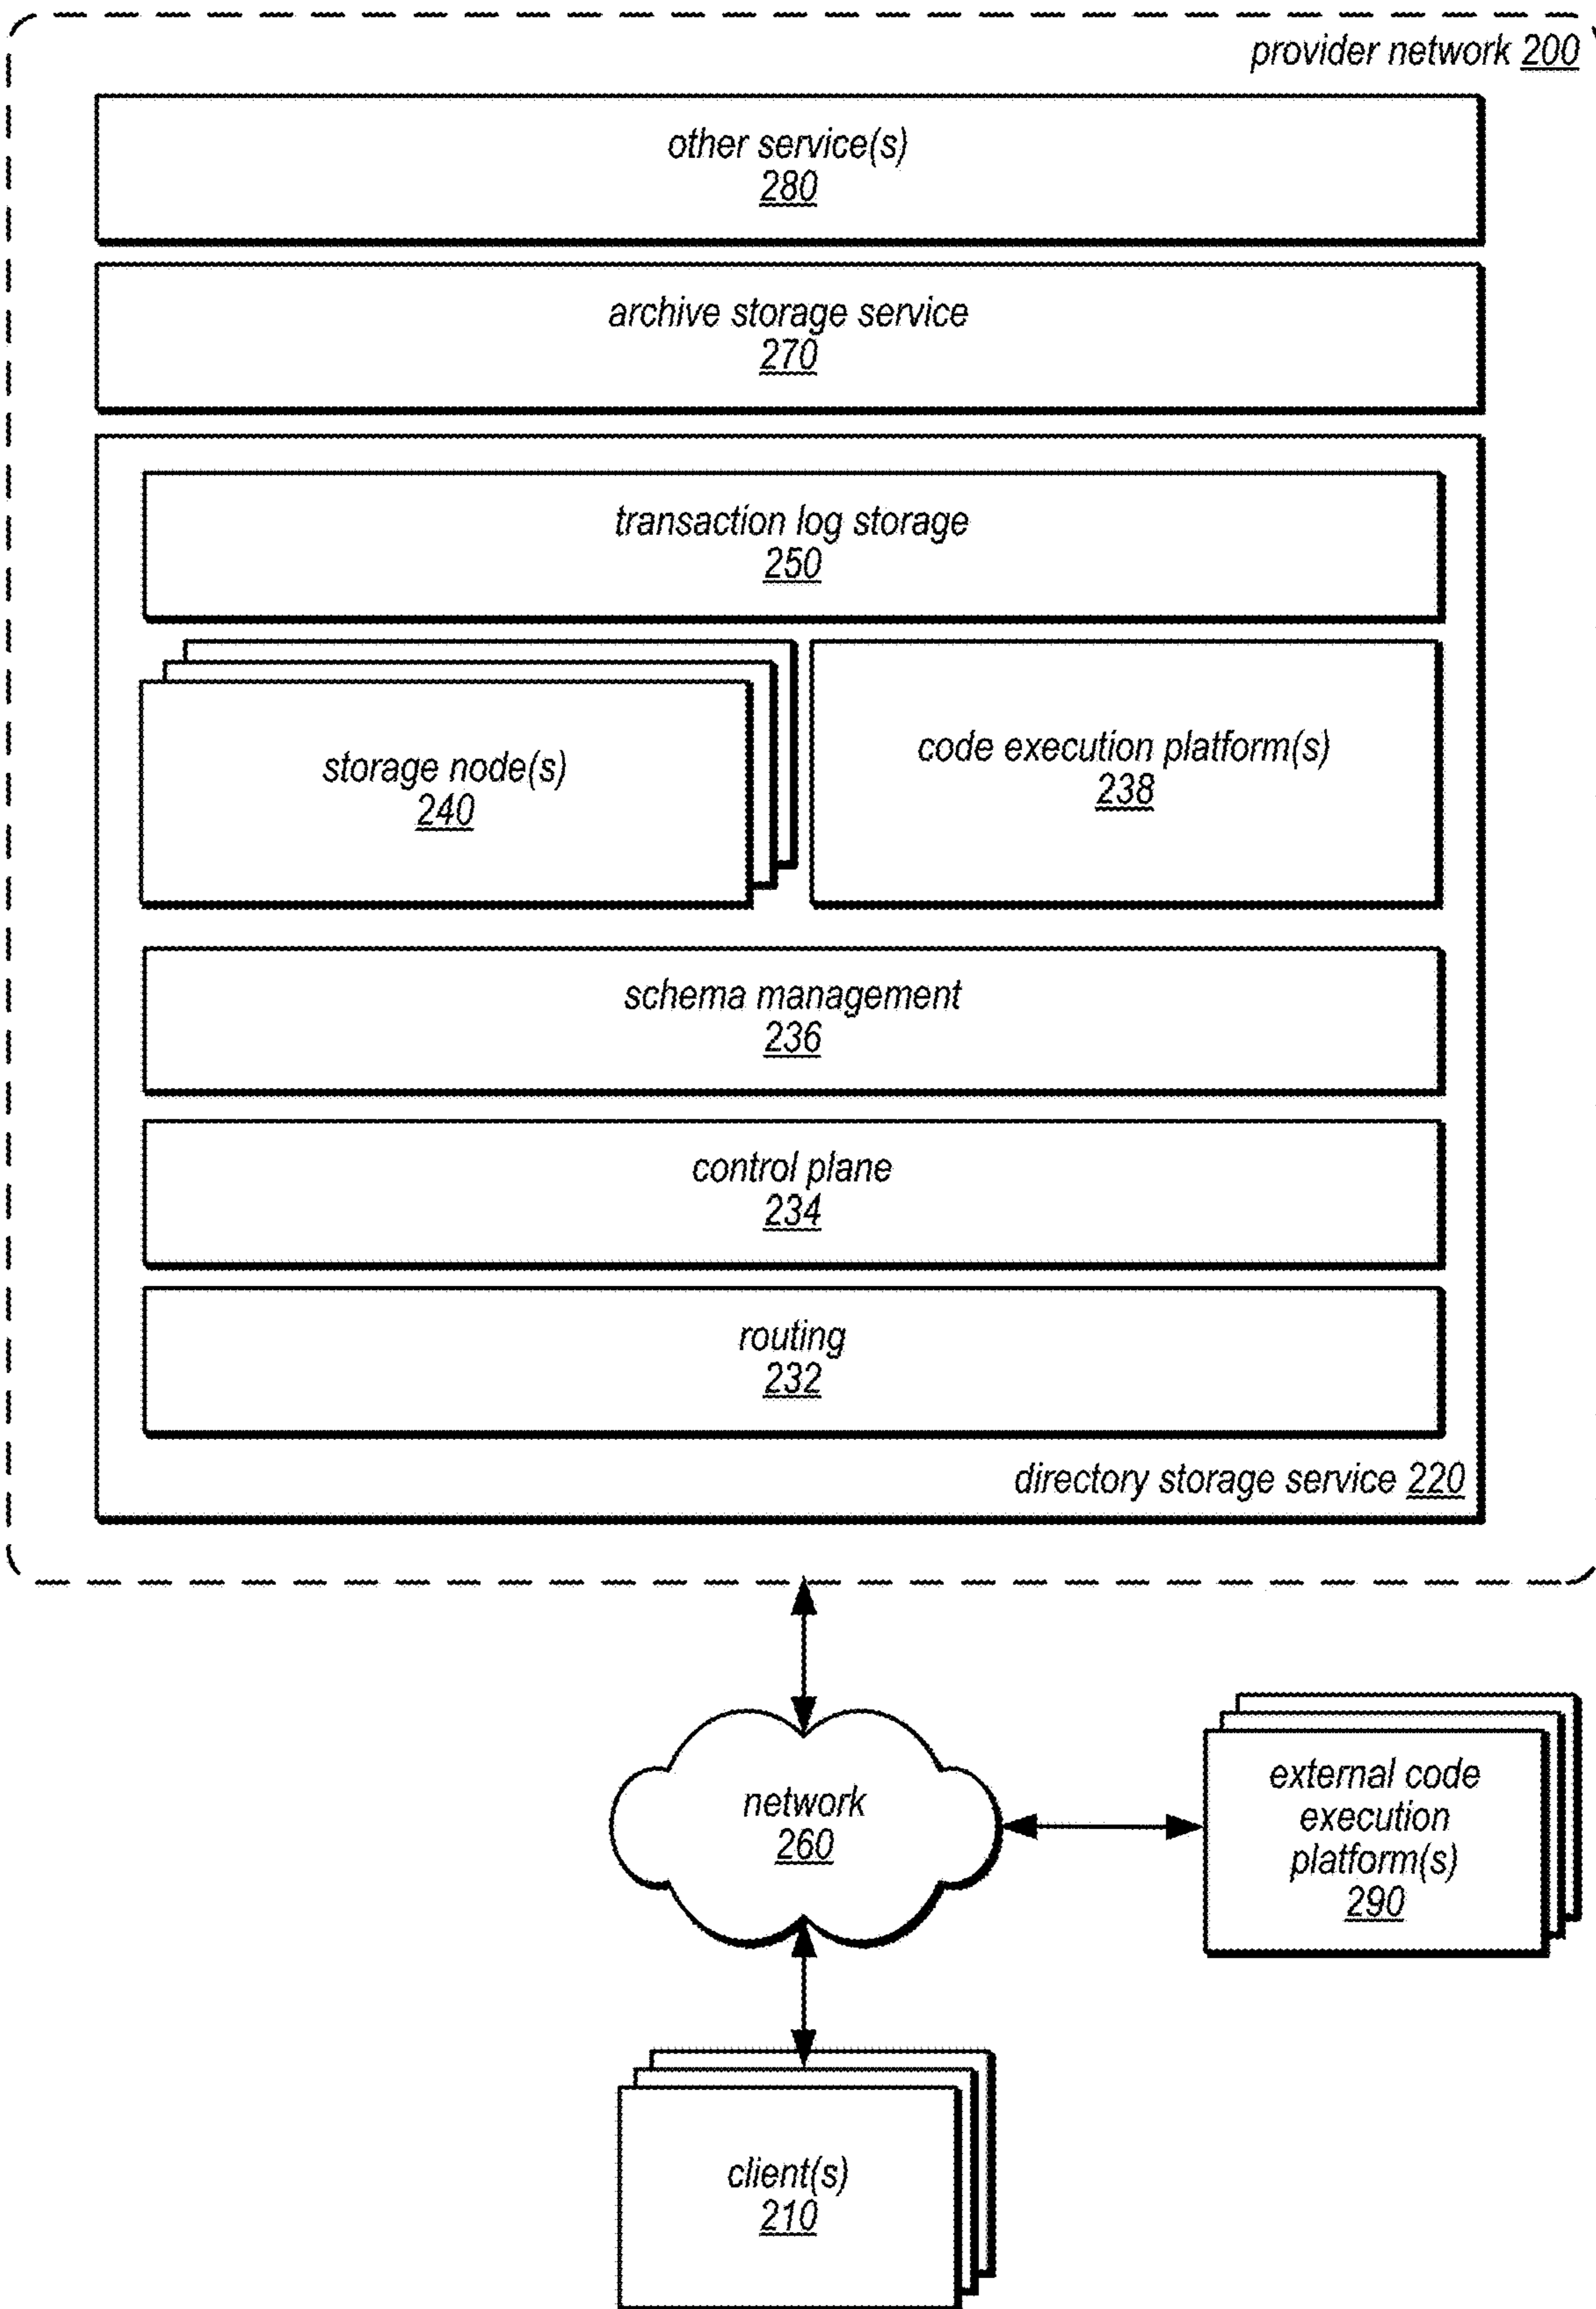 provider network 200
other service(s)
280
archive storage service
270
transaction log storage
250
storage node(s)
240
code execution platform(s)
238
schema management
236
control plane
234
routing
232
directory storage service 220
network
260
external code
execution
platform(s)
290
client(s)
210